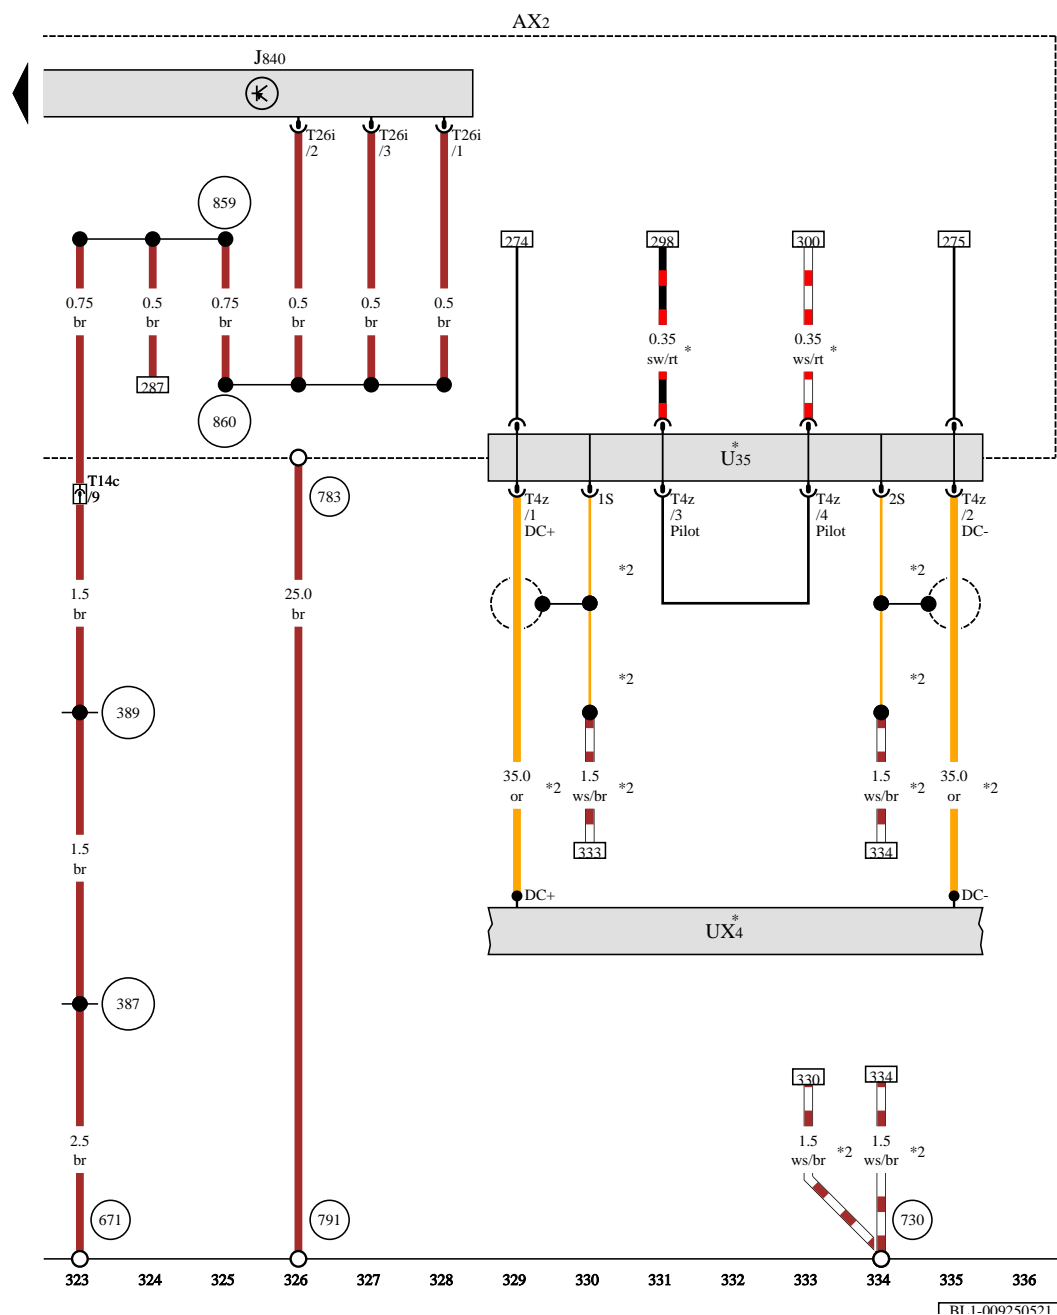 AX2
J840
T26i
/2
T26i
/3
T26i
/1
859
274
298
300
275
0.75
br
0.5
br
0.75
br
0.5
br
0.5
br
0.5
br
0.35
sw/rt *
0.35
ws/rt *
287
860
*
U35
T14c
/9
783
T4z
/1
DC+
1S
T4z
/3
Pilot
T4z
/4
Pilot
2S
T4z
/2
DC-
*2
*2
1.5
br
25.0
br
*2
*2
389
35.0
or *2
1.5
ws/br *2
1.5
ws/br *2
35.0
or *2
1.5
br
333
334
DC+
DC-
*
UX4
387
330
334
2.5
br
1.5
ws/br *2
1.5
ws/br *2
671
791
730
323 324 325 326 327 328 329 330 331 332 333 334 335 336
BL1-009250521